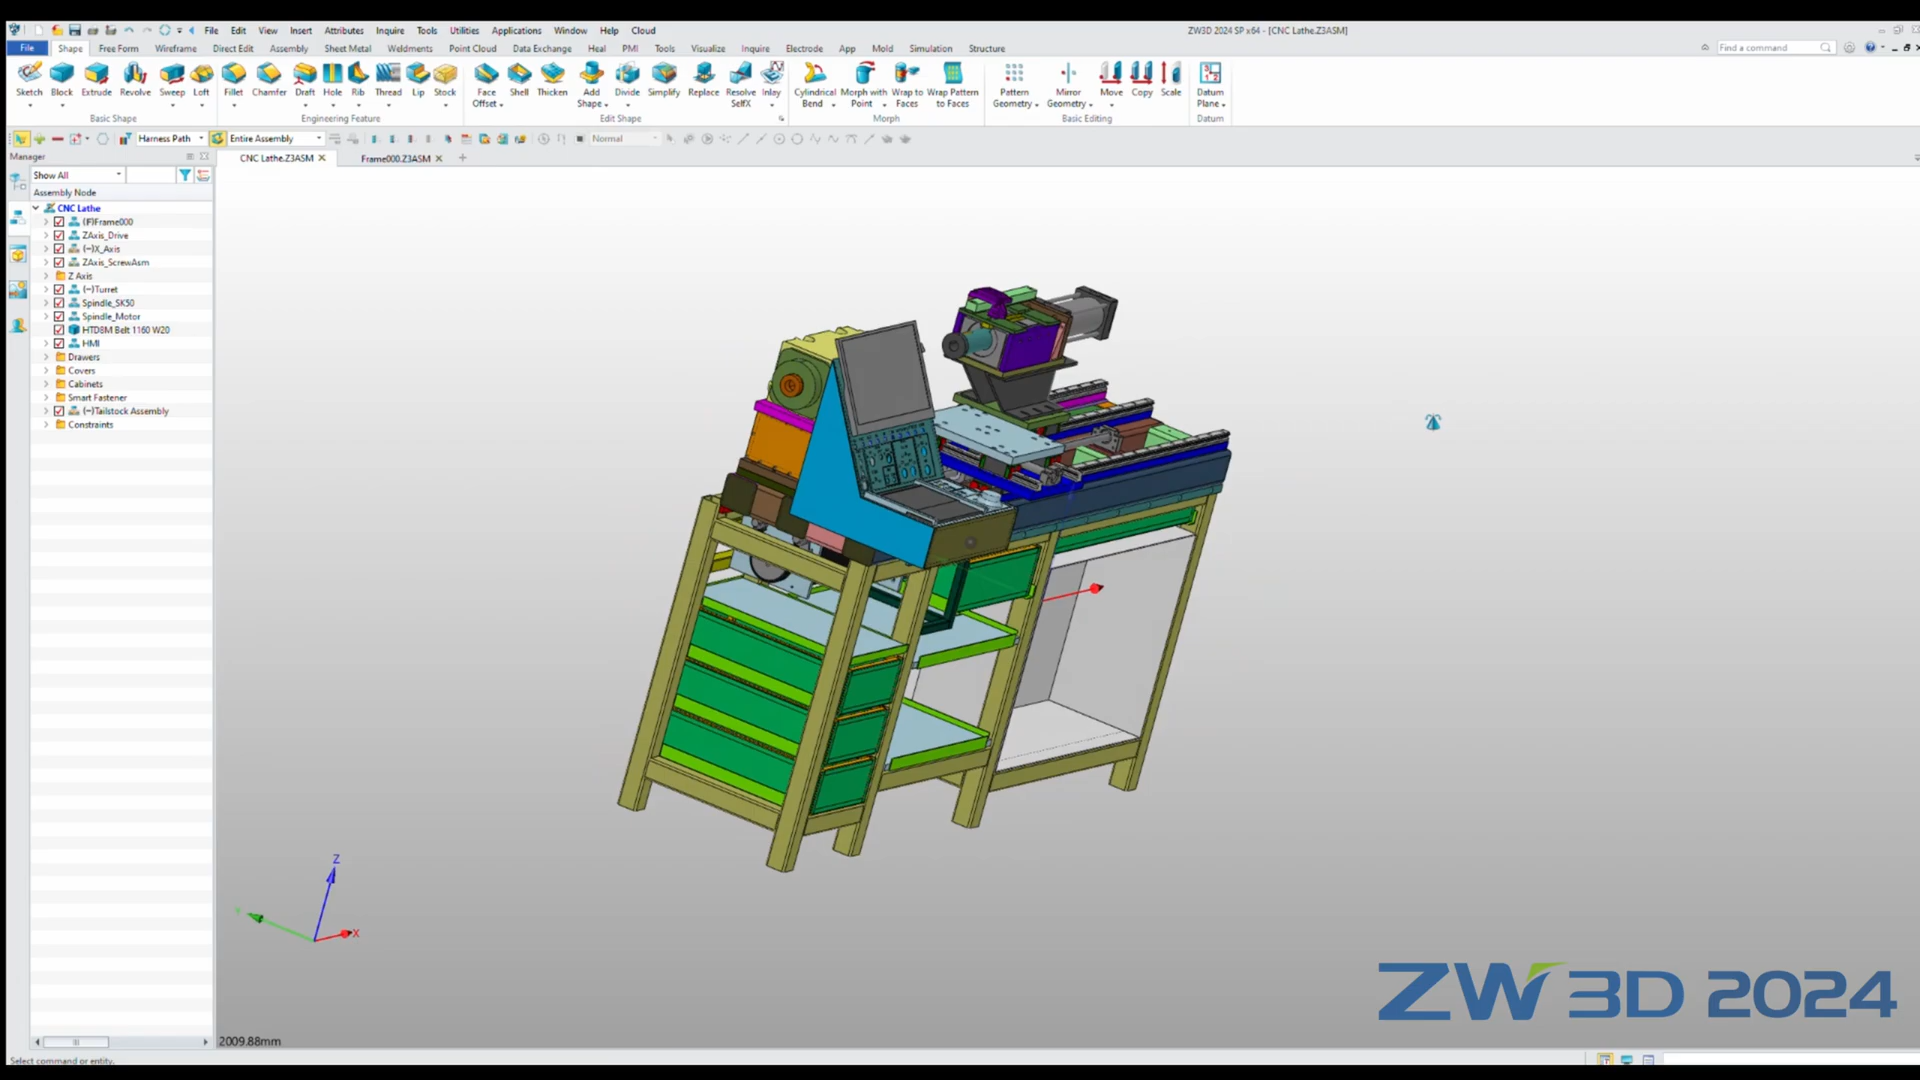 File Edit View Insert Attributes Inquire Tools Utilities Applications Window Help Cloud
ZW3D 2024 SP x64 - [CNC Lathe.Z3ASM]
File Shape Free Form Wireframe Direct Edit Assembly Sheet Metal Weldments Point Cloud Data Exchange Heal PMI Tools Visualize Inquire Electrode App Mold Simulation Structure
Find a command
Sketch Block Extrude Revolve Sweep Loft Fillet Chamfer Draft Hole Rib Thread Lip Stock Face Offset Shell Thicken Add Shape Divide Simplify Replace Resolve SelfX Inlay Cylindrical Bend Morph with Point Wrap to Faces Wrap Pattern to Faces Pattern Geometry Mirror Geometry Move Copy Scale Datum Plane
Basic Shape Engineering Feature Edit Shape Morph Basic Editing Datum
Harness Path Entire Assembly Normal
Manager
CNC Lathe.Z3ASM Frame000.Z3ASM
Show All
Assembly Node
CNC Lathe
(F)Frame000
ZAxis_Drive
(-)X_Axis
ZAxis_ScrewAsm
Z Axis
(-)Turret
Spindle_SK50
Spindle_Motor
HTD8M Belt 1160 W20
HMI
Drawers
Covers
Cabinets
Smart Fastener
(-)Tailstock Assembly
Constraints
Z
Y
X
ZW3D 2024
2009.88mm
Select command or entity.